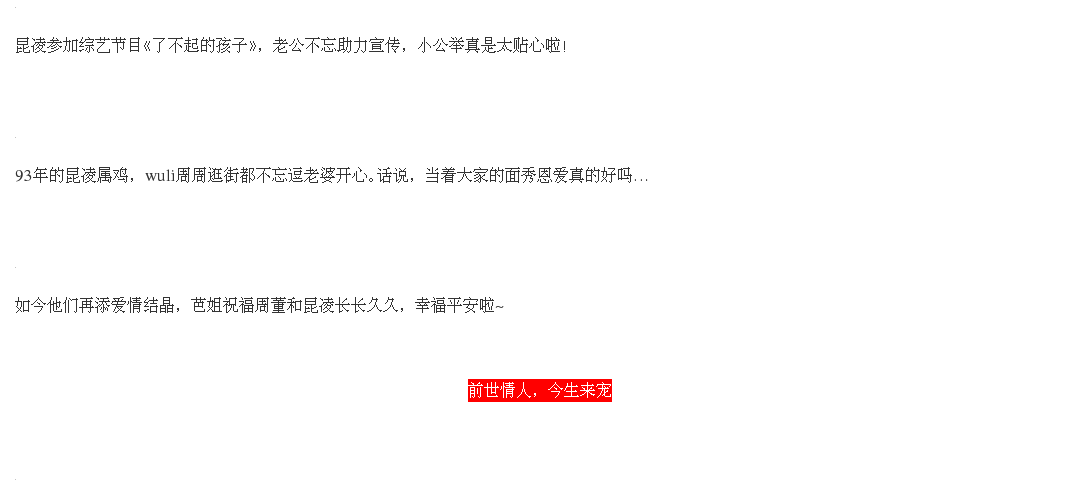 昆凌参加综艺节目《了不起的孩子》，老公不忘助力宣传，小公举真是太贴心啦！
93年的昆凌属鸡，wuli周周逛街都不忘逗老婆开心。话说，当着大家的面秀恩爱真的好吗…
如今他们再添爱情结晶，芭姐祝福周董和昆凌长长久久，幸福平安啦~
前世情人，今生来宠